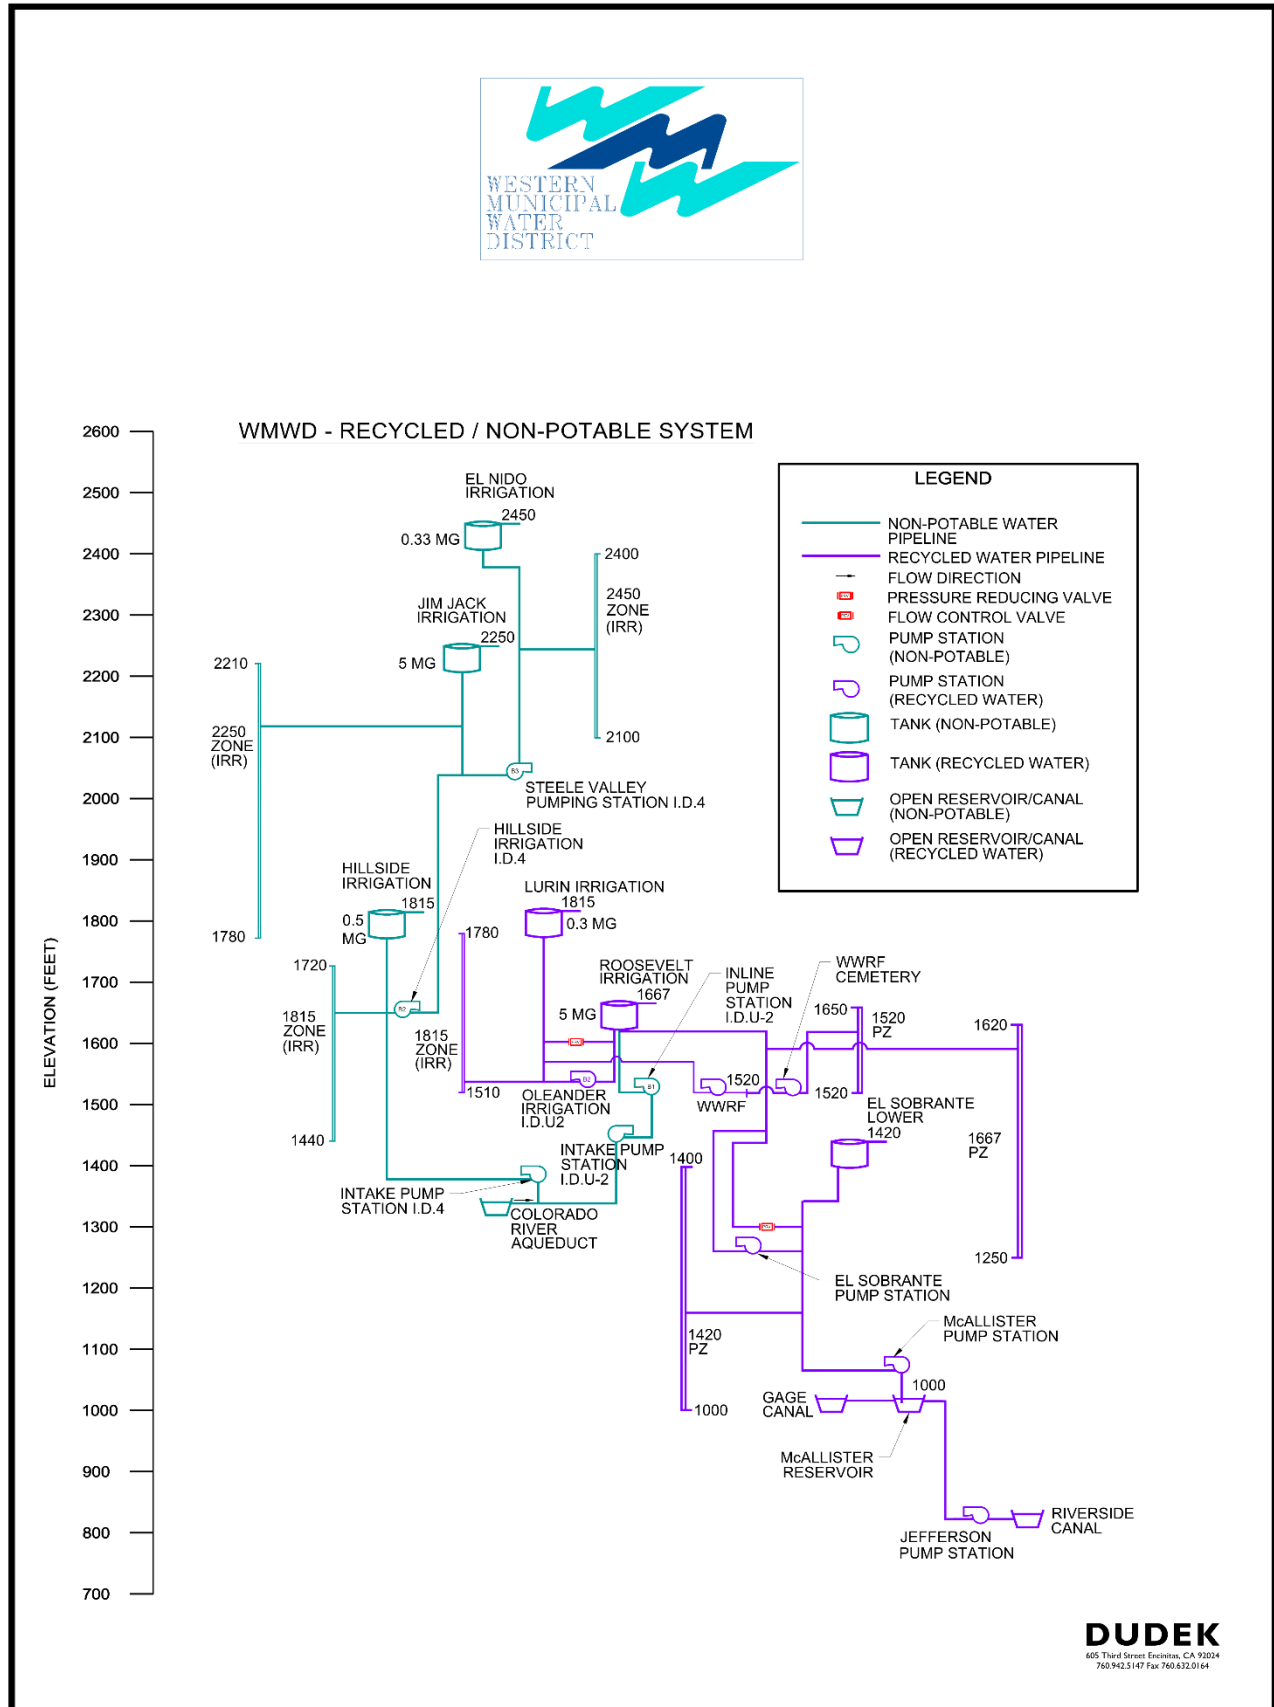 WESTERN
MUNICIPAL
WATER
DISTRICT
WMWD - RECYCLED / NON-POTABLE SYSTEM
ELEVATION (FEET)
2600
2500
2400
2300
2200
2100
2000
1900
1800
1700
1600
1500
1400
1300
1200
1100
1000
900
800
700
LEGEND
NON-POTABLE WATER
PIPELINE
RECYCLED WATER PIPELINE
FLOW DIRECTION
PRESSURE REDUCING VALVE
FLOW CONTROL VALVE
PUMP STATION
(NON-POTABLE)
PUMP STATION
(RECYCLED WATER)
TANK (NON-POTABLE)
TANK (RECYCLED WATER)
OPEN RESERVOIR/CANAL
(NON-POTABLE)
OPEN RESERVOIR/CANAL
(RECYCLED WATER)
EL NIDO
IRRIGATION
2450
0.33 MG
2400
2450
ZONE
(IRR)
2100
JIM JACK
IRRIGATION
2250
5 MG
2210
2250
ZONE
(IRR)
1780
B3
STEELE VALLEY
PUMPING STATION I.D.4
HILLSIDE
IRRIGATION
I.D.4
HILLSIDE
IRRIGATION
1815
0.5
MG
1720
1815
ZONE
(IRR)
1440
B2
LURIN IRRIGATION
1815
0.3 MG
1780
1815
ZONE
(IRR)
1510
ROOSEVELT
IRRIGATION
1667
5 MG
INLINE
PUMP
STATION
I.D.U-2
WWRF
CEMETERY
1650
1520
PZ
1520
1620
1667
PZ
1250
B2
OLEANDER
IRRIGATION
I.D.U2
B1
1520
WWRF
INTAKE PUMP
STATION
I.D.U-2
INTAKE PUMP
STATION I.D.4
COLORADO
RIVER
AQUEDUCT
EL SOBRANTE
LOWER
1420
1400
1420
PZ
1000
EL SOBRANTE
PUMP STATION
McALLISTER
PUMP STATION
1000
GAGE
CANAL
McALLISTER
RESERVOIR
JEFFERSON
PUMP STATION
RIVERSIDE
CANAL
DUDEK
605 Third Street Encinitas, CA 92024
760.942.5147 Fax 760.632.0164